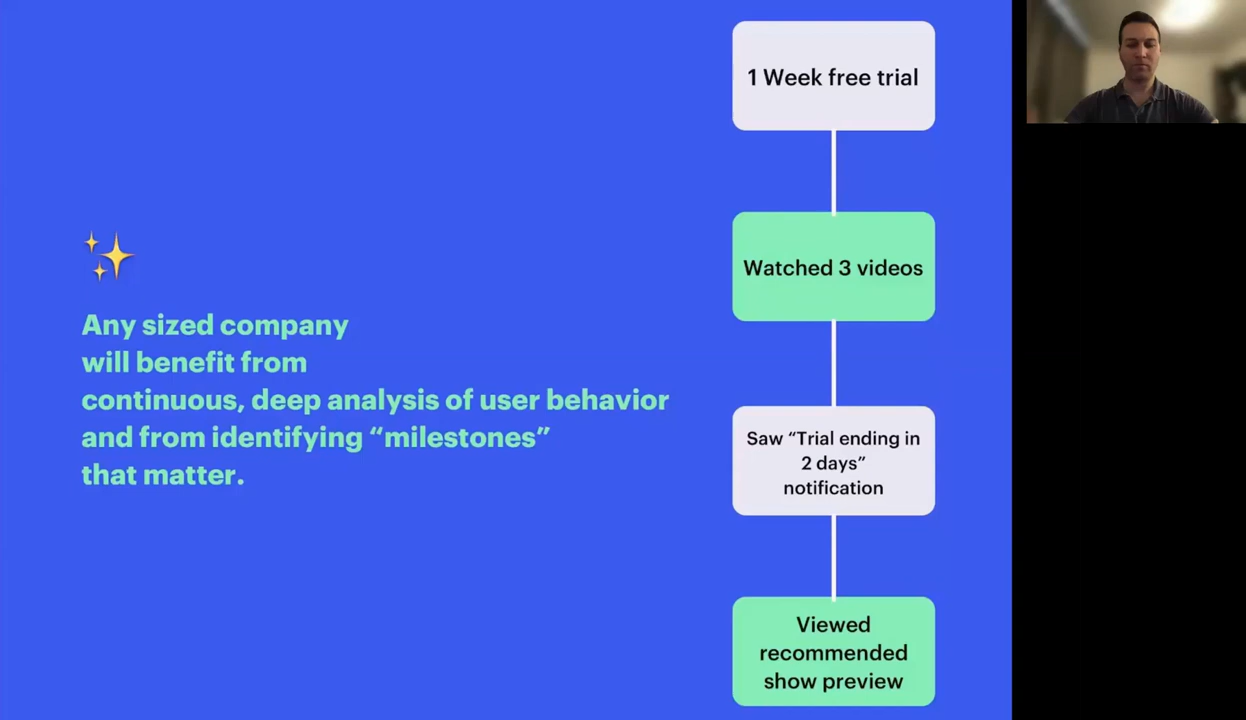 Any sized company
will benefit from
continuous, deep analysis of user behavior
and from identifying “milestones”
that matter.
1 Week free trial
Watched 3 videos
Saw “Trial ending in
2 days”
notification
Viewed
recommended
show preview